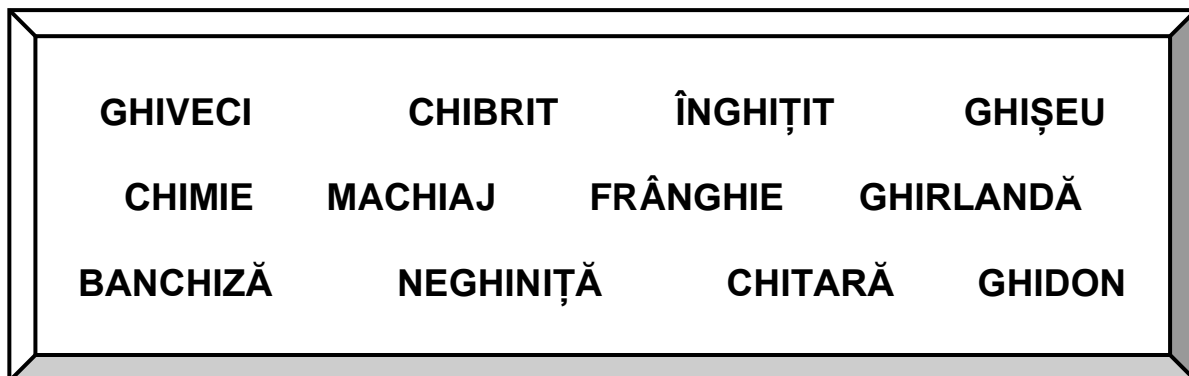 GHIVECI CHIBRIT ÎNGHIȚIT GHIȘEU
CHIMIE MACHIAJ FRÂNGHIE GHIRLANDĂ
BANCHIZĂ NEGHINIȚĂ CHITARĂ GHIDON